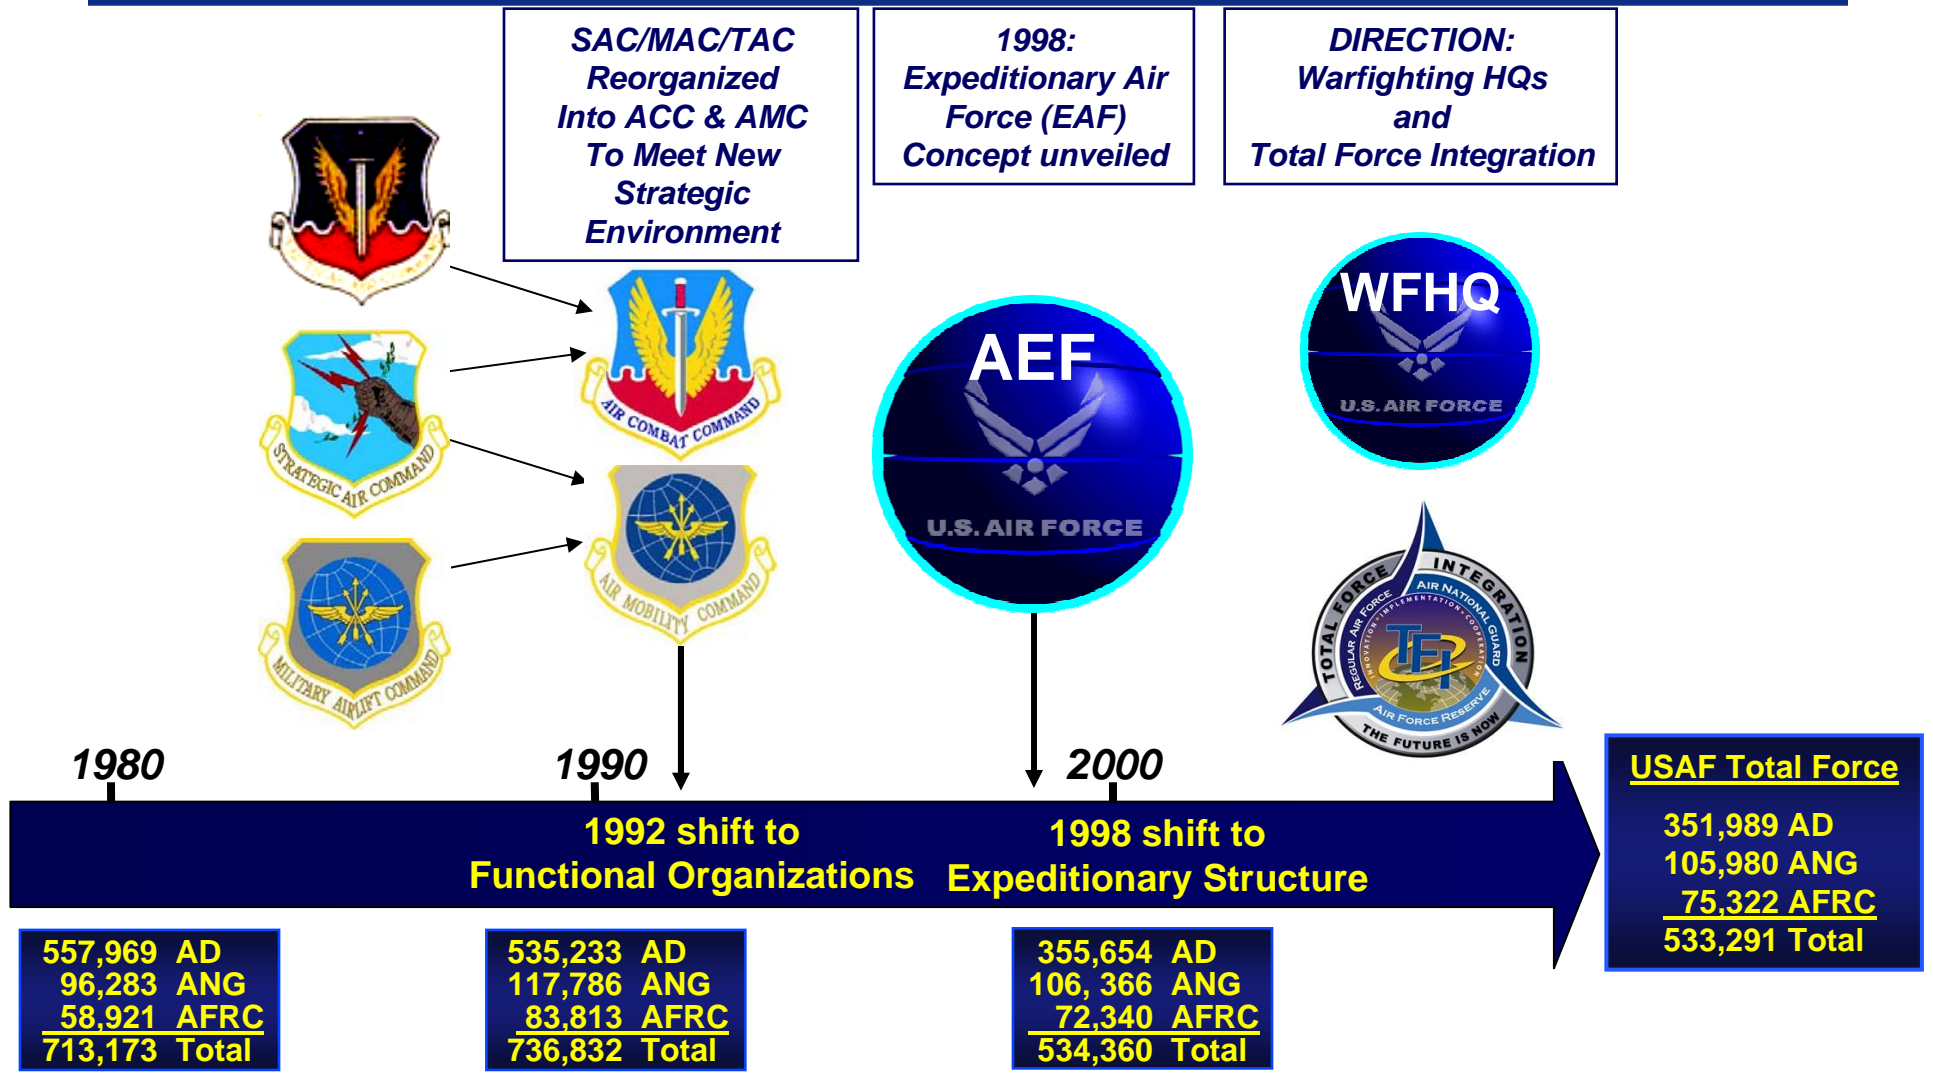 SAC/MAC/TAC
Reorganized
Into ACC & AMC
To Meet New
Strategic
Environment
1998:
Expeditionary Air
Force (EAF)
Concept unveiled
DIRECTION:
Warfighting HQs
and
Total Force Integration
STRATEGIC AIR COMMAND
MILITARY AIRLIFT COMMAND
AIR COMBAT COMMAND
AIR MOBILITY COMMAND
AEF
U.S. AIR FORCE
WFHQ
U.S. AIR FORCE
TOTAL FORCE INTEGRATION
REGULAR AIR FORCE
AIR NATIONAL GUARD
INNOVATION • IMPLEMENTATION • COOPERATION
TFI
AIR FORCE RESERVE
THE FUTURE IS NOW
1980
1990
2000
1992 shift to
Functional Organizations
1998 shift to
Expeditionary Structure
USAF Total Force
351,989 AD
105,980 ANG
75,322 AFRC
533,291 Total
557,969 AD
96,283 ANG
58,921 AFRC
713,173 Total
535,233 AD
117,786 ANG
83,813 AFRC
736,832 Total
355,654 AD
106, 366 ANG
72,340 AFRC
534,360 Total